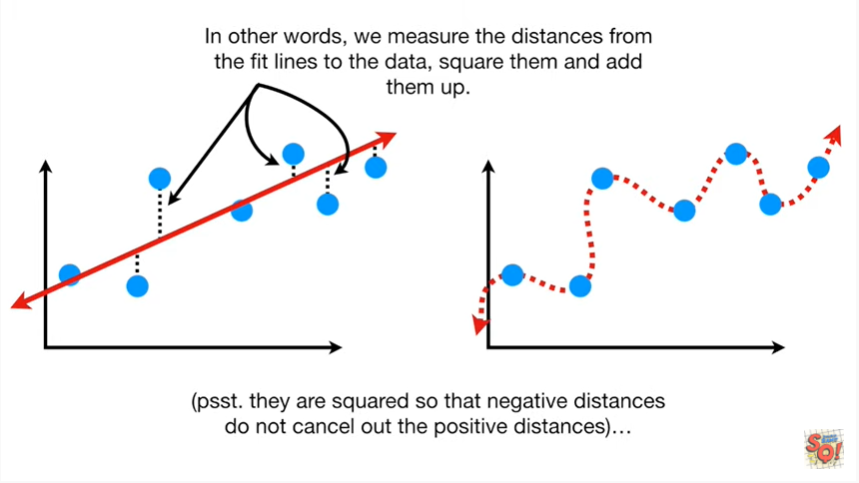 In other words, we measure the distances from
the fit lines to the data, square them and add
them up.
(psst. they are squared so that negative distances
do not cancel out the positive distances)…
SQ!